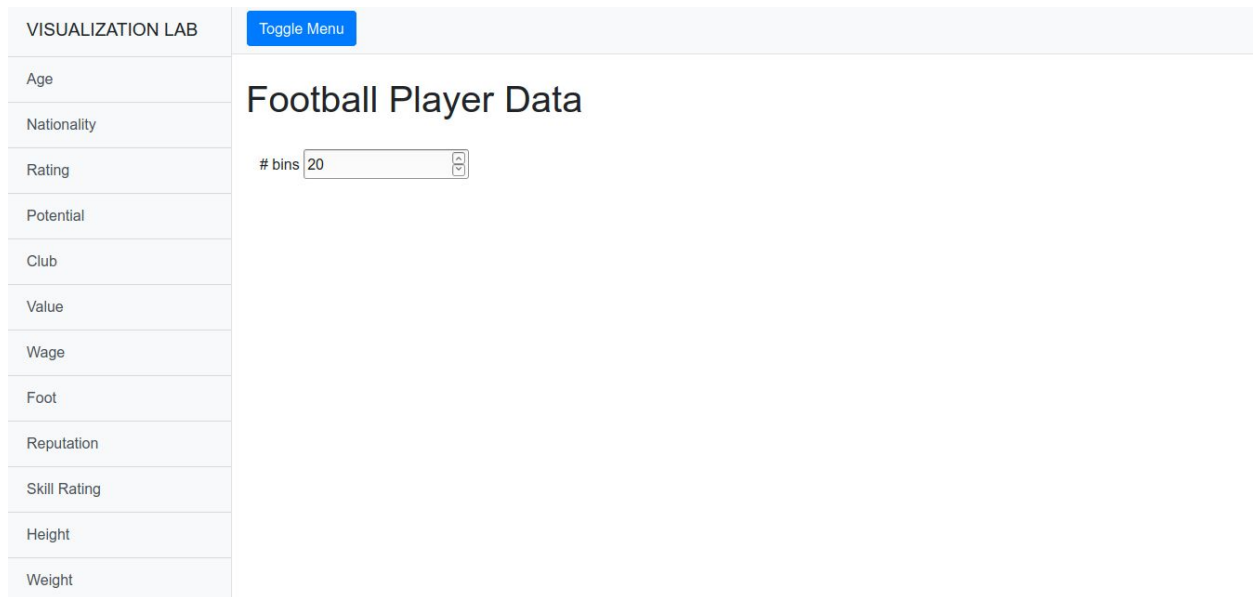 VISUALIZATION LAB
Toggle Menu
Age
Nationality
Rating
Potential
Club
Value
Wage
Foot
Reputation
Skill Rating
Height
Weight
Football Player Data
# bins 20